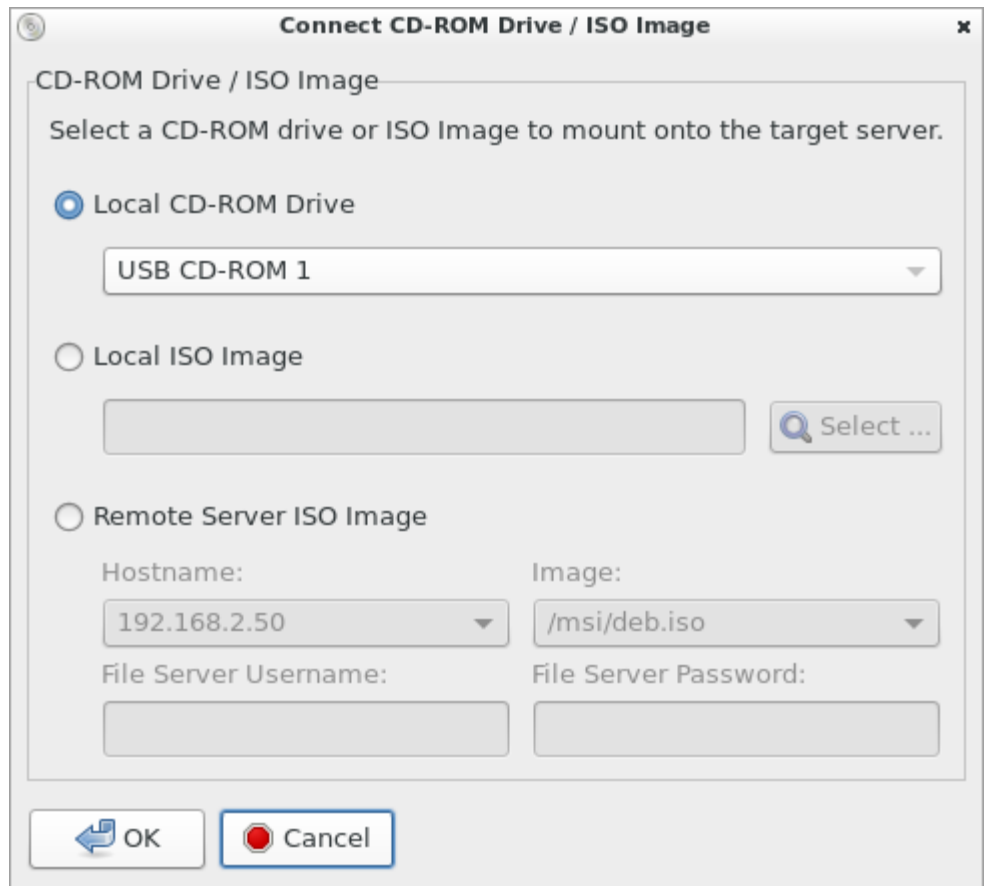 Connect CD-ROM Drive / ISO Image
CD-ROM Drive / ISO Image
Select a CD-ROM drive or ISO Image to mount onto the target server.
Local CD-ROM Drive
USB CD-ROM 1
Local ISO Image
Select ...
Remote Server ISO Image
Hostname: Image:
192.168.2.50 /msi/deb.iso
File Server Username: File Server Password:
OK Cancel